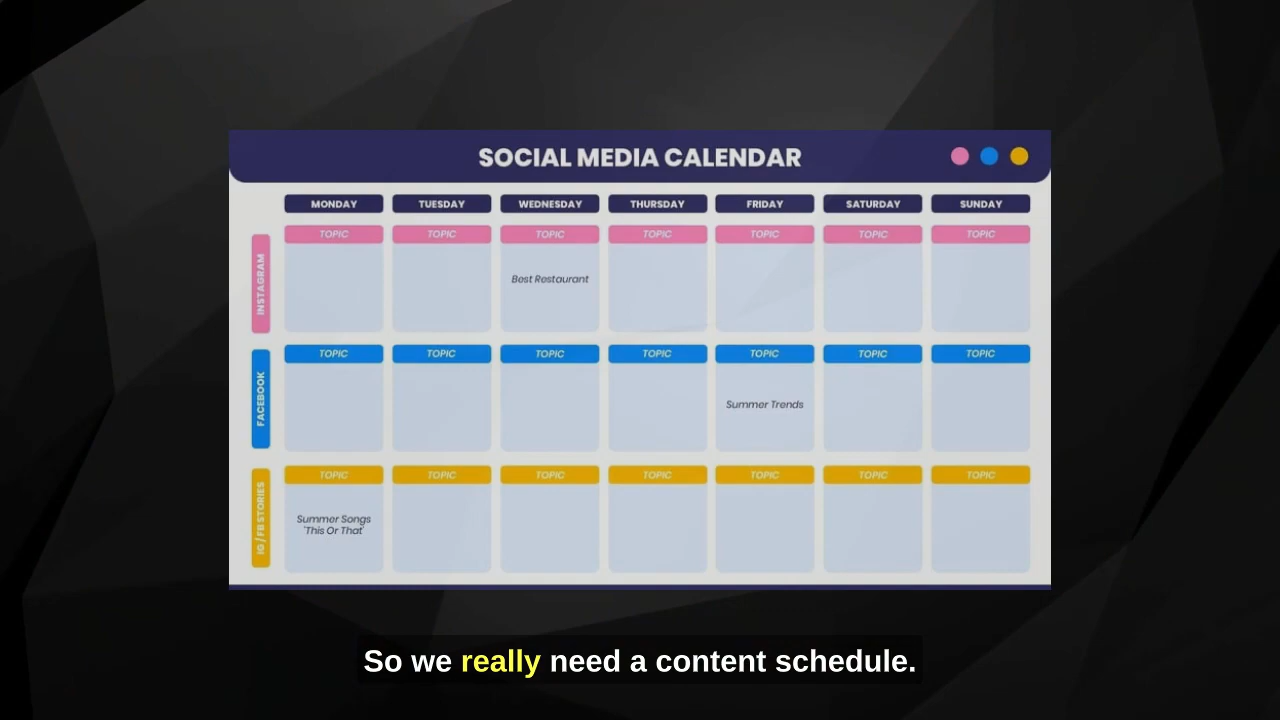 SOCIAL MEDIA CALENDAR
MONDAY TUESDAY WEDNESDAY THURSDAY FRIDAY SATURDAY SUNDAY
INSTAGRAM
TOPIC TOPIC TOPIC TOPIC TOPIC TOPIC TOPIC
Best Restaurant
FACEBOOK
TOPIC TOPIC TOPIC TOPIC TOPIC TOPIC TOPIC
Summer Trends
IG / FB STORIES
TOPIC TOPIC TOPIC TOPIC TOPIC TOPIC TOPIC
Summer Songs
'This Or That'
So we really need a content schedule.